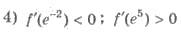 4) f'(e⁻²) < 0 ; f'(e⁵) > 0